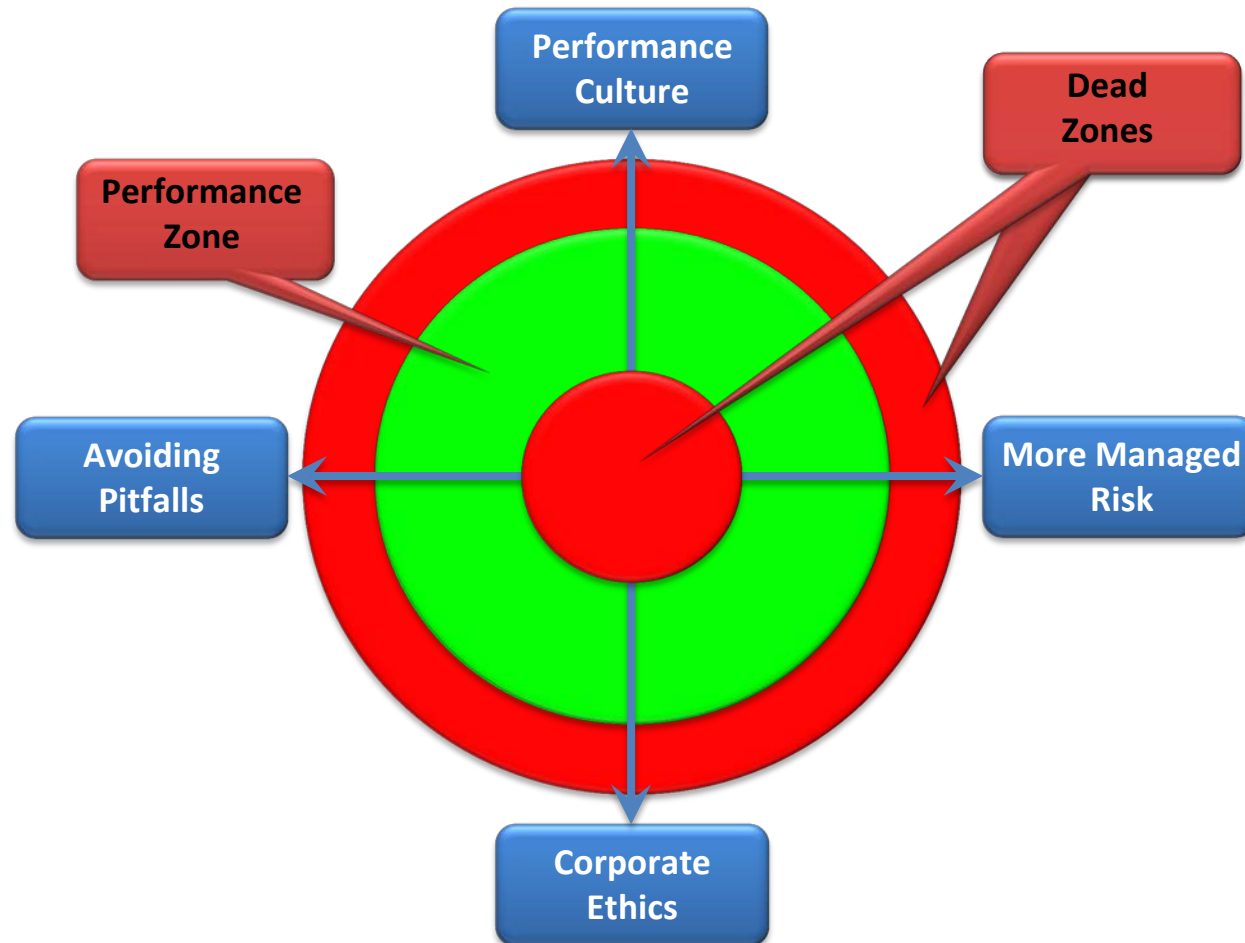 Performance
Culture
Dead
Zones
Performance
Zone
Avoiding
Pitfalls
More Managed
Risk
Corporate
Ethics